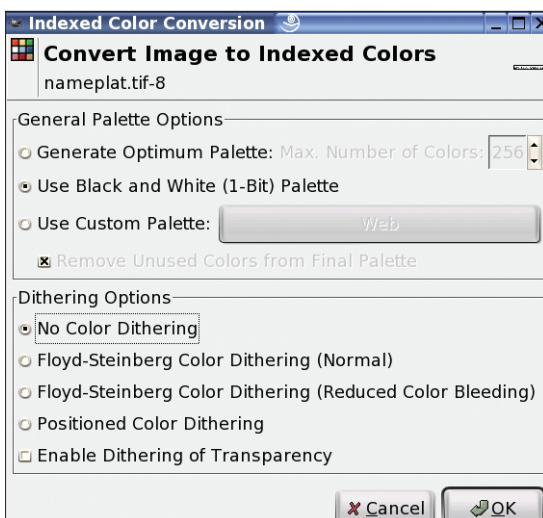 Indexed Color Conversion
Convert Image to Indexed Colors
nameplat.tif-8
General Palette Options
Generate Optimum Palette: Max. Number of Colors: 256
Use Black and White (1-Bit) Palette
Use Custom Palette: Web
Remove Unused Colors from Final Palette
Dithering Options
No Color Dithering
Floyd-Steinberg Color Dithering (Normal)
Floyd-Steinberg Color Dithering (Reduced Color Bleeding)
Positioned Color Dithering
Enable Dithering of Transparency
Cancel OK